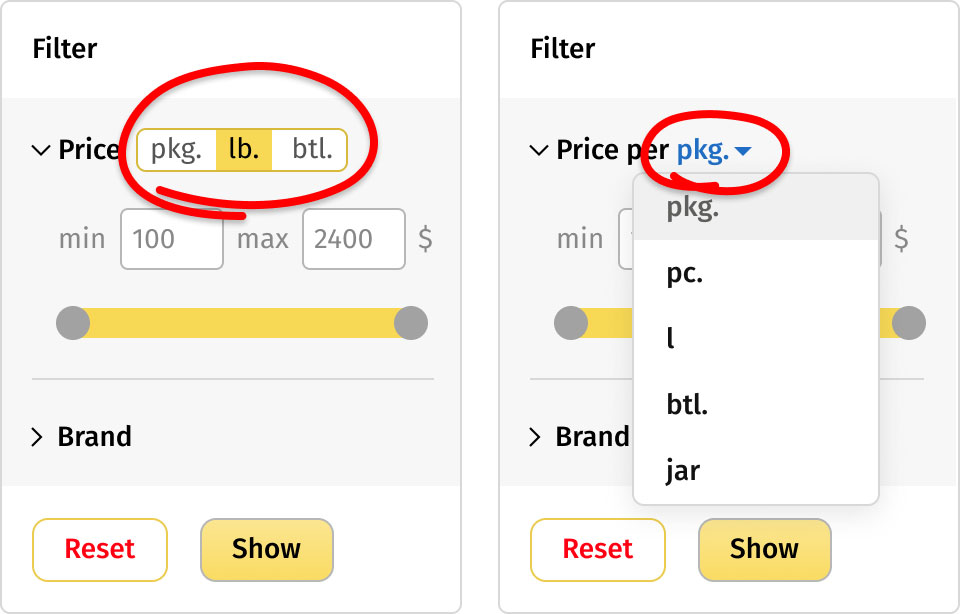 Filter
Price pkg. lb. btl.
min 100 max 2400 $
Brand
Reset Show
Filter
Price per pkg.
pkg.
min $
pc.
l
btl.
Brand
jar
Reset Show